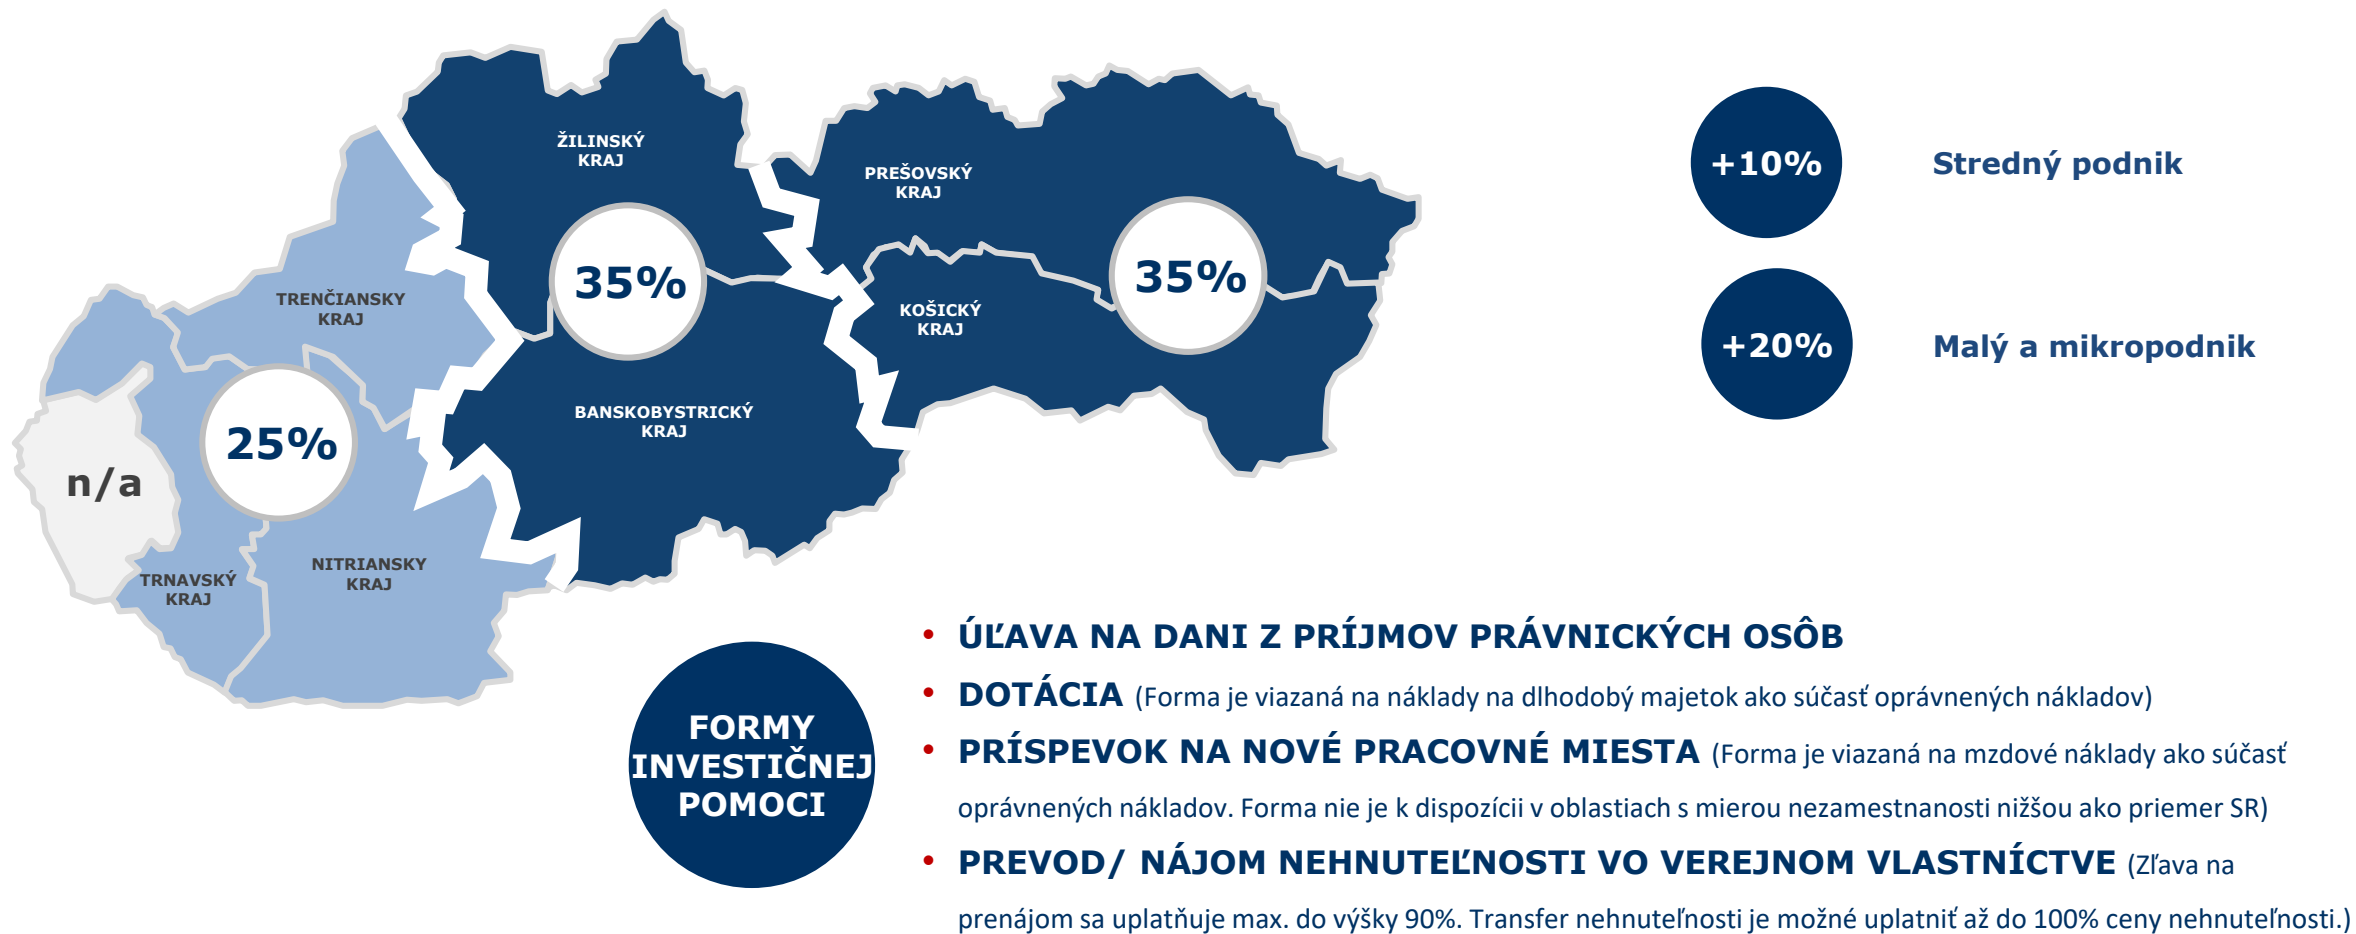 ŽILINSKÝ
KRAJ
PREŠOVSKÝ
KRAJ
35%
35%
TRENČIANSKY
KRAJ
KOŠICKÝ
KRAJ
BANSKOBYSTRICKÝ
KRAJ
25%
n/a
NITRIANSKY
KRAJ
TRNAVSKÝ
KRAJ
+10%
Stredný podnik
+20%
Malý a mikropodnik
FORMY
INVESTIČNEJ
POMOCI
• ÚĽAVA NA DANI Z PRÍJMOV PRÁVNICKÝCH OSÔB
• DOTÁCIA (Forma je viazaná na náklady na dlhodobý majetok ako súčasť oprávnených nákladov)
• PRÍSPEVOK NA NOVÉ PRACOVNÉ MIESTA (Forma je viazaná na mzdové náklady ako súčasť
oprávnených nákladov. Forma nie je k dispozícii v oblastiach s mierou nezamestnanosti nižšou ako priemer SR)
• PREVOD/ NÁJOM NEHNUTEĽNOSTI VO VEREJNOM VLASTNÍCTVE (Zľava na
prenájom sa uplatňuje max. do výšky 90%. Transfer nehnuteľnosti je možné uplatniť až do 100% ceny nehnuteľnosti.)